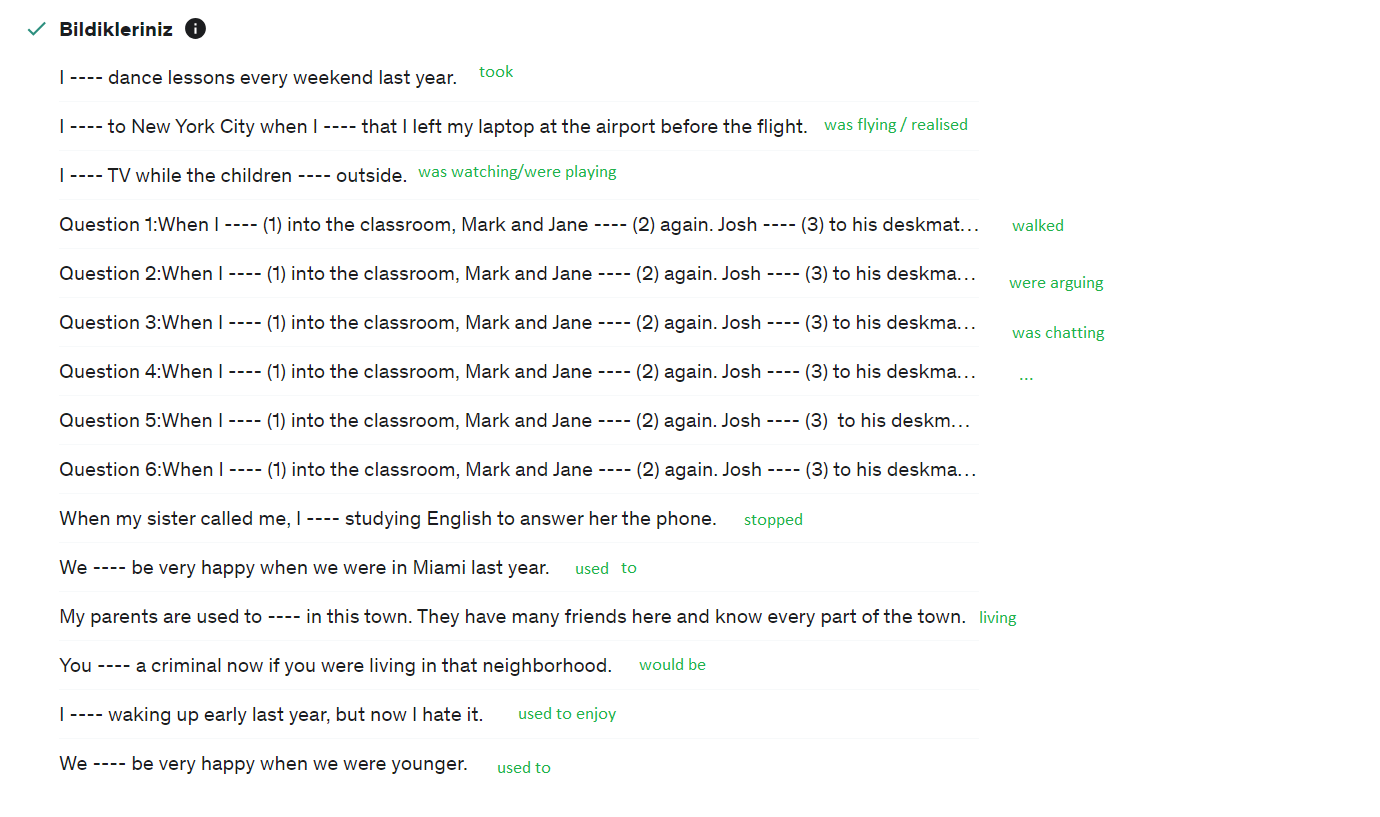 Bildikleriniz
I ---- dance lessons every weekend last year. took
I ---- to New York City when I ---- that I left my laptop at the airport before the flight. was flying / realised
I ---- TV while the children ---- outside. was watching/were playing
Question 1:When I ---- (1) into the classroom, Mark and Jane ---- (2) again. Josh ---- (3) to his deskmat... walked
Question 2:When I ---- (1) into the classroom, Mark and Jane ---- (2) again. Josh ---- (3) to his deskma... were arguing
Question 3:When I ---- (1) into the classroom, Mark and Jane ---- (2) again. Josh ---- (3) to his deskma... was chatting
Question 4:When I ---- (1) into the classroom, Mark and Jane ---- (2) again. Josh ---- (3) to his deskma... ...
Question 5:When I ---- (1) into the classroom, Mark and Jane ---- (2) again. Josh ---- (3)  to his deskm...
Question 6:When I ---- (1) into the classroom, Mark and Jane ---- (2) again. Josh ---- (3) to his deskma...
When my sister called me, I ---- studying English to answer her the phone. stopped
We ---- be very happy when we were in Miami last year. used to
My parents are used to ---- in this town. They have many friends here and know every part of the town. living
You ---- a criminal now if you were living in that neighborhood. would be
I ---- waking up early last year, but now I hate it. used to enjoy
We ---- be very happy when we were younger. used to